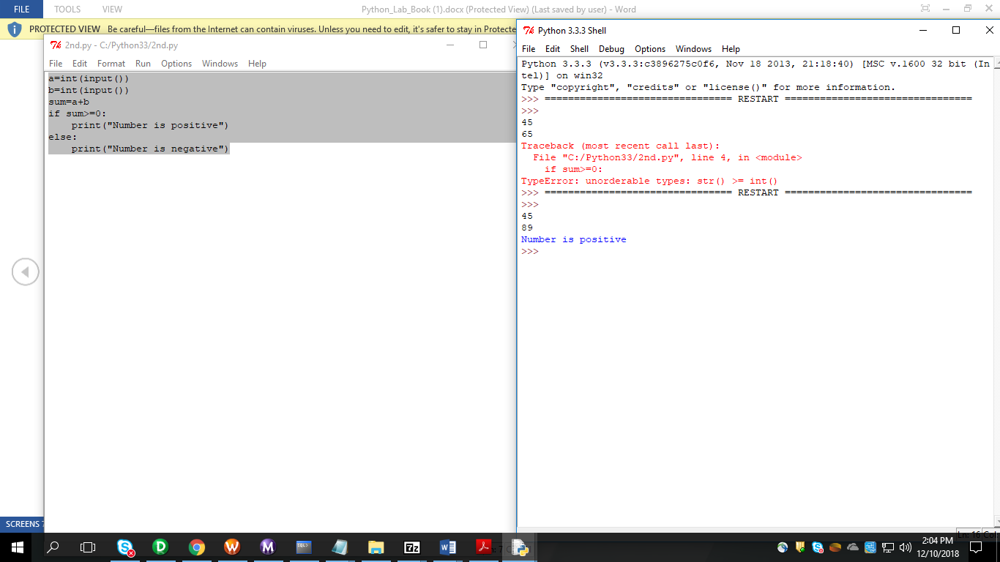 FILE TOOLS VIEW Python_Lab_Book (1).docx (Protected View) (Last saved by user) - Word
PROTECTED VIEW Be careful—files from the Internet can contain viruses. Unless you need to edit, it's safer to stay in Protecte
2nd.py - C:/Python33/2nd.py
File Edit Format Run Options Windows Help
a=int(input())
b=int(input())
sum=a+b
if sum>=0:
    print("Number is positive")
else:
    print("Number is negative")
Python 3.3.3 Shell
File Edit Shell Debug Options Windows Help
Python 3.3.3 (v3.3.3:c3896275c0f6, Nov 18 2013, 21:18:40) [MSC v.1600 32 bit (In
tel)] on win32
Type "copyright", "credits" or "license()" for more information.
>>> ================================ RESTART ================================
>>>
45
65
Traceback (most recent call last):
  File "C:/Python33/2nd.py", line 4, in <module>
    if sum>=0:
TypeError: unorderable types: str() >= int()
>>> ================================ RESTART ================================
>>>
45
89
Number is positive
>>>
Ln: 16 Col
SCREENS 7
D W M SQL> 7z W
2:04 PM
12/10/2018